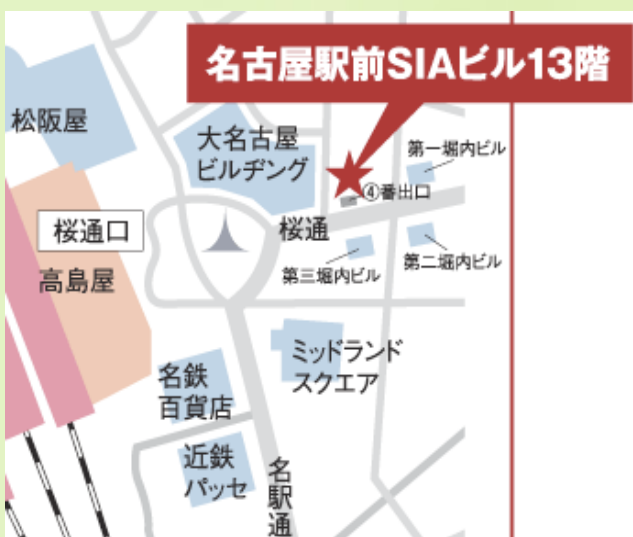 名古屋駅前SIAビル13階
松阪屋
大名古屋
ビルヂング
第一堀内ビル
④番出口
桜通口
桜通
高島屋
第三堀内ビル
第二堀内ビル
ミッドランド
スクエア
名鉄
百貨店
近鉄
パッセ
名駅通